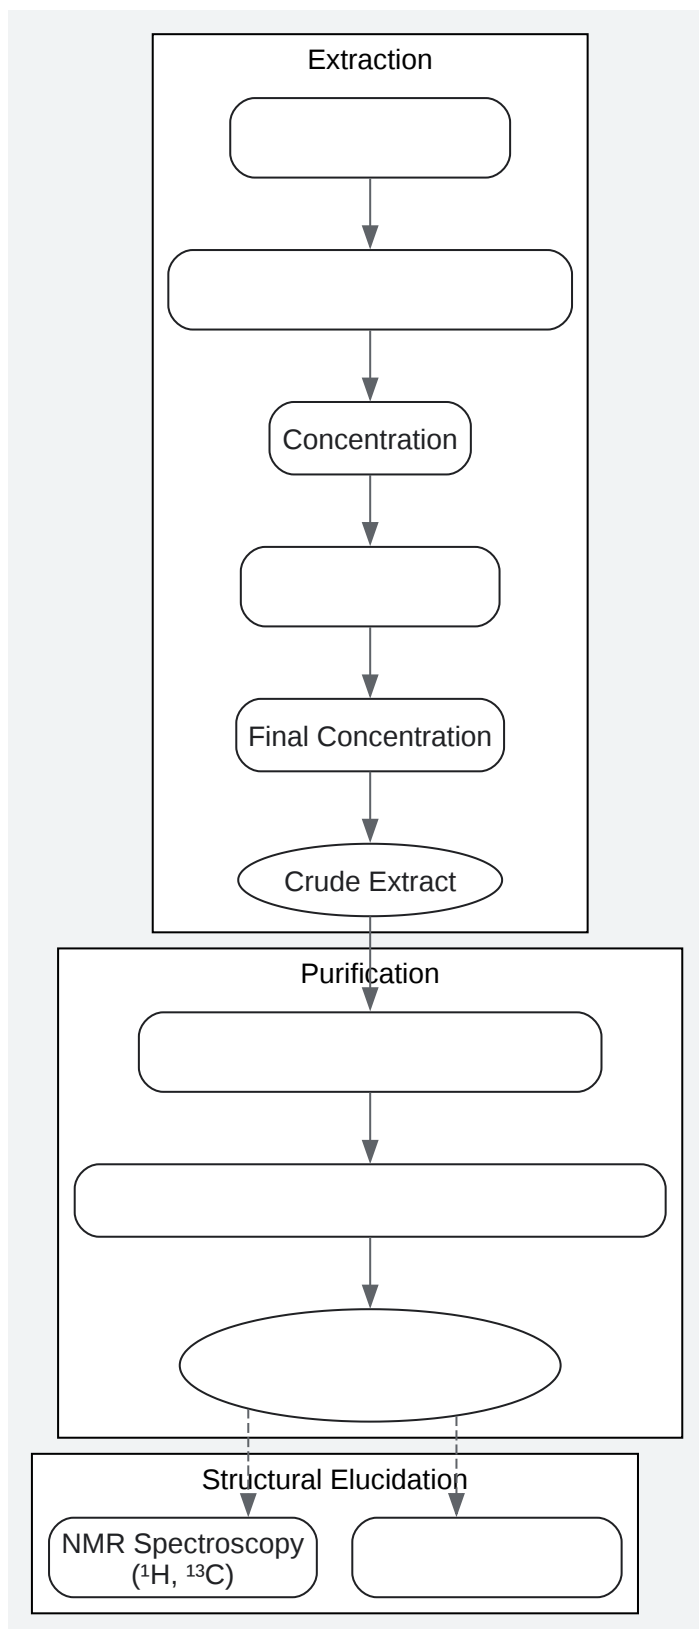 Extraction
Concentration
Final Concentration
Crude Extract
Purification
Structural Elucidation
NMR Spectroscopy
(¹H, ¹³C)